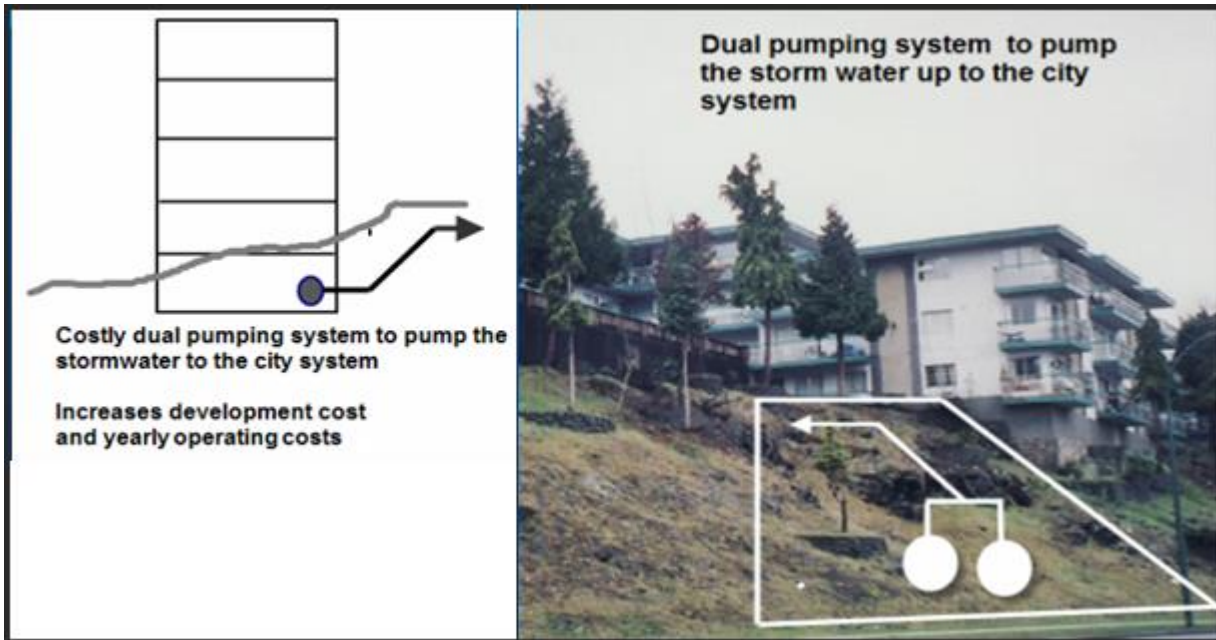 Costly dual pumping system to pump the
stormwater to the city system
Increases development cost
and yearly operating costs
Dual pumping system to pump
the storm water up to the city
system